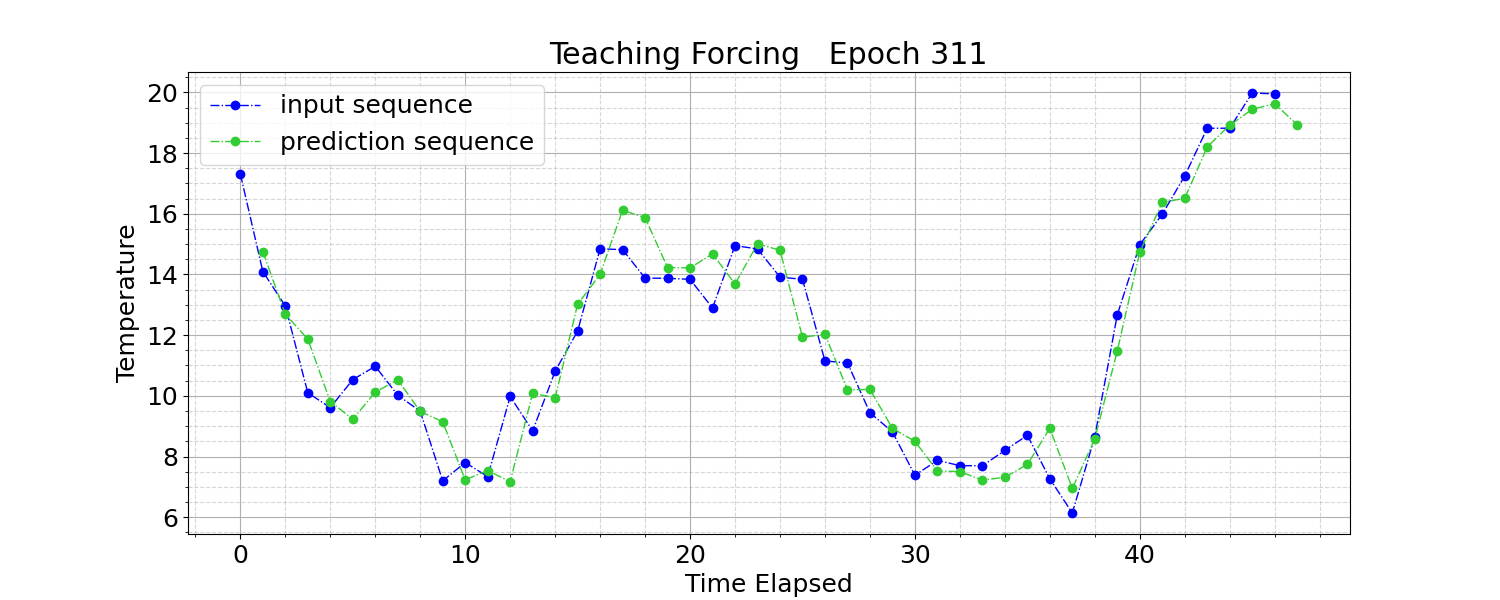 Teaching Forcing   Epoch 311
input sequence
prediction sequence
Temperature
20
18
16
14
12
10
8
6
0 10 20 30 40
Time Elapsed